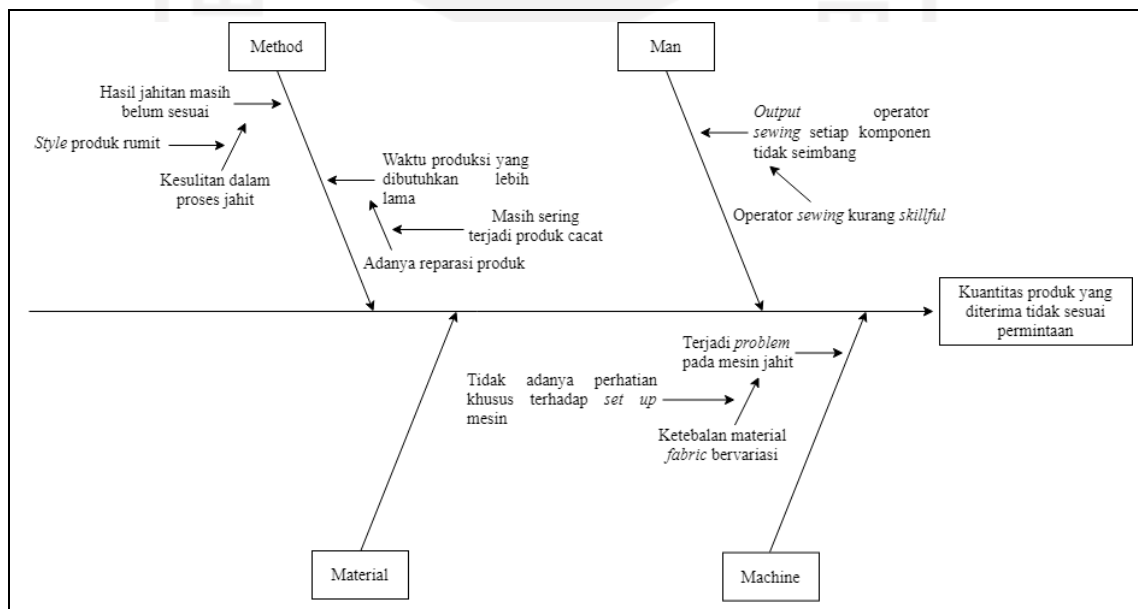 Method
Man
Hasil jahitan masih
belum sesuai
Style produk rumit
Kesulitan dalam
proses jahit
Waktu produksi yang
dibutuhkan lebih
lama
Masih sering
terjadi produk cacat
Adanya reparasi produk
Output operator
sewing setiap komponen
tidak seimbang
Operator sewing kurang skillful
Kuantitas produk yang
diterima tidak sesuai
permintaan
Terjadi problem
pada mesin jahit
Tidak adanya perhatian
khusus terhadap set up
mesin
Ketebalan material
fabric bervariasi
Material
Machine